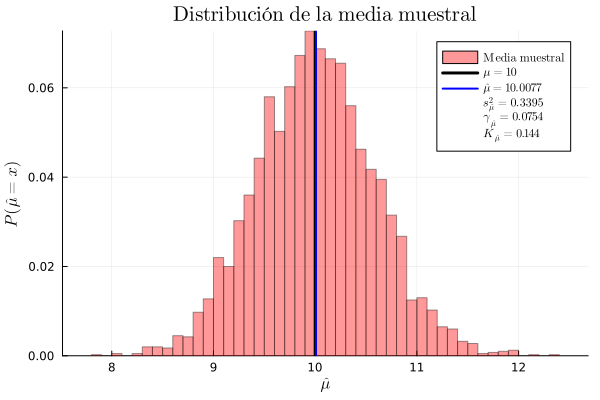 Distribución de la media muestral
P(μ̂ = x)
0.06
0.04
0.02
0.00
Media muestral
μ = 10
μ̄ = 10.0077
s²_μ̂ = 0.3395
γ_μ̂ = 0.0754
K_μ̂ = 0.144
8
9
10
11
12
μ̂